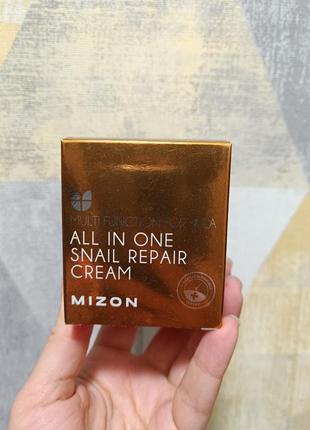 MULTI FUNCTION FORMULA
ALL IN ONE
SNAIL REPAIR
CREAM
MIZON